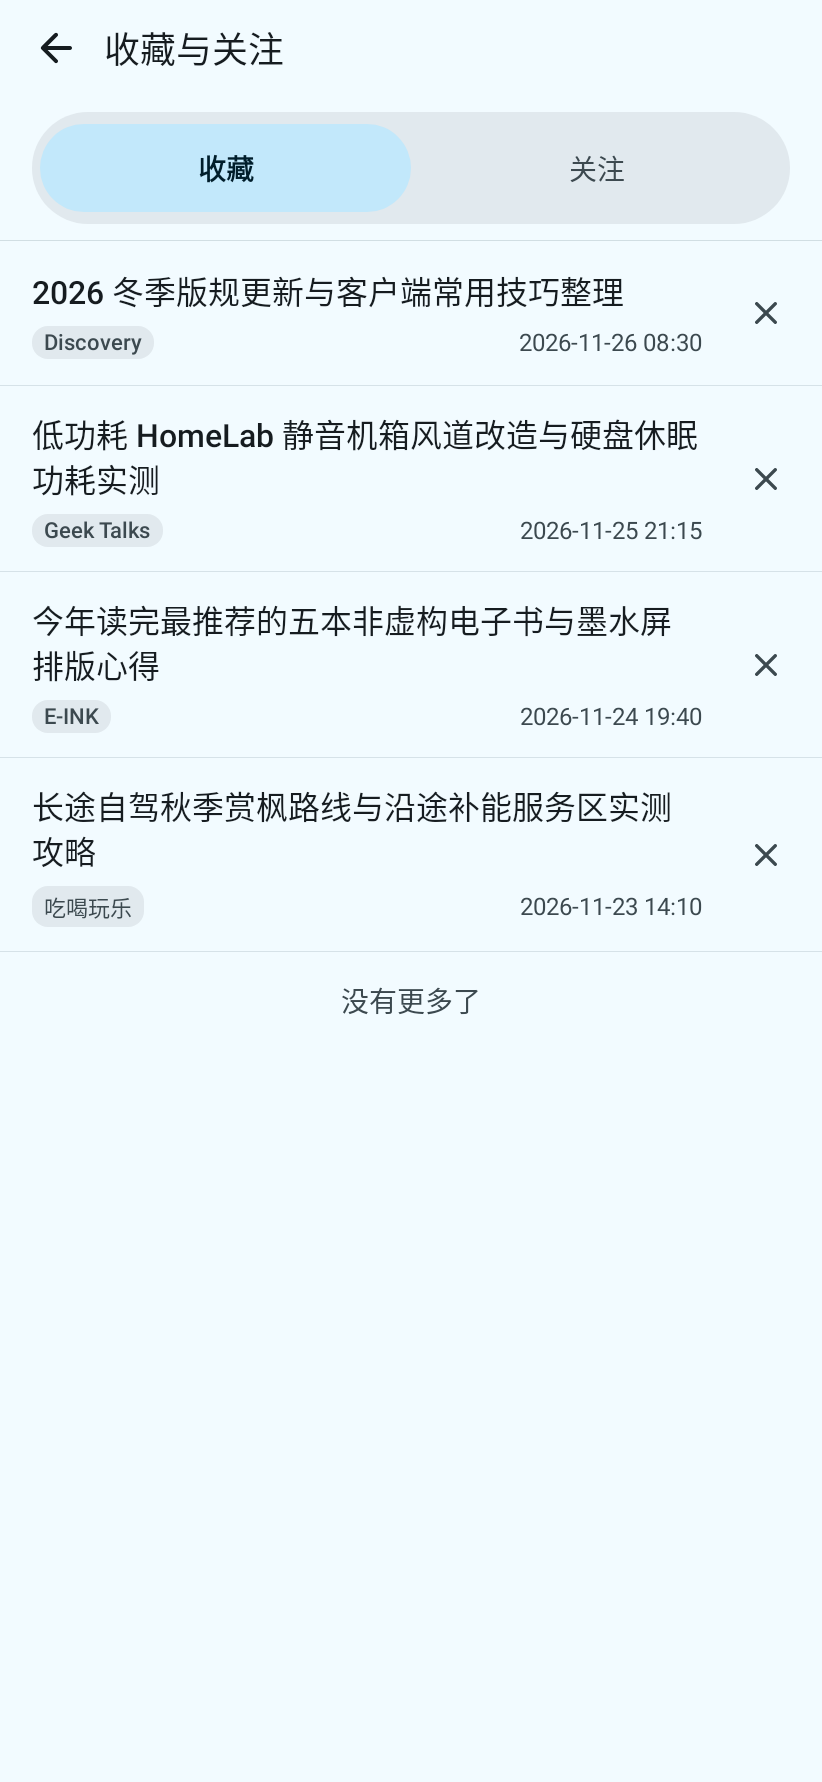 收藏与关注
收藏
关注
2026 冬季版规更新与客户端常用技巧整理
Discovery
2026-11-26 08:30
低功耗 HomeLab 静音机箱风道改造与硬盘休眠
功耗实测
Geek Talks
2026-11-25 21:15
今年读完最推荐的五本非虚构电子书与墨水屏
排版心得
E-INK
2026-11-24 19:40
长途自驾秋季赏枫路线与沿途补能服务区实测
攻略
吃喝玩乐
2026-11-23 14:10
没有更多了